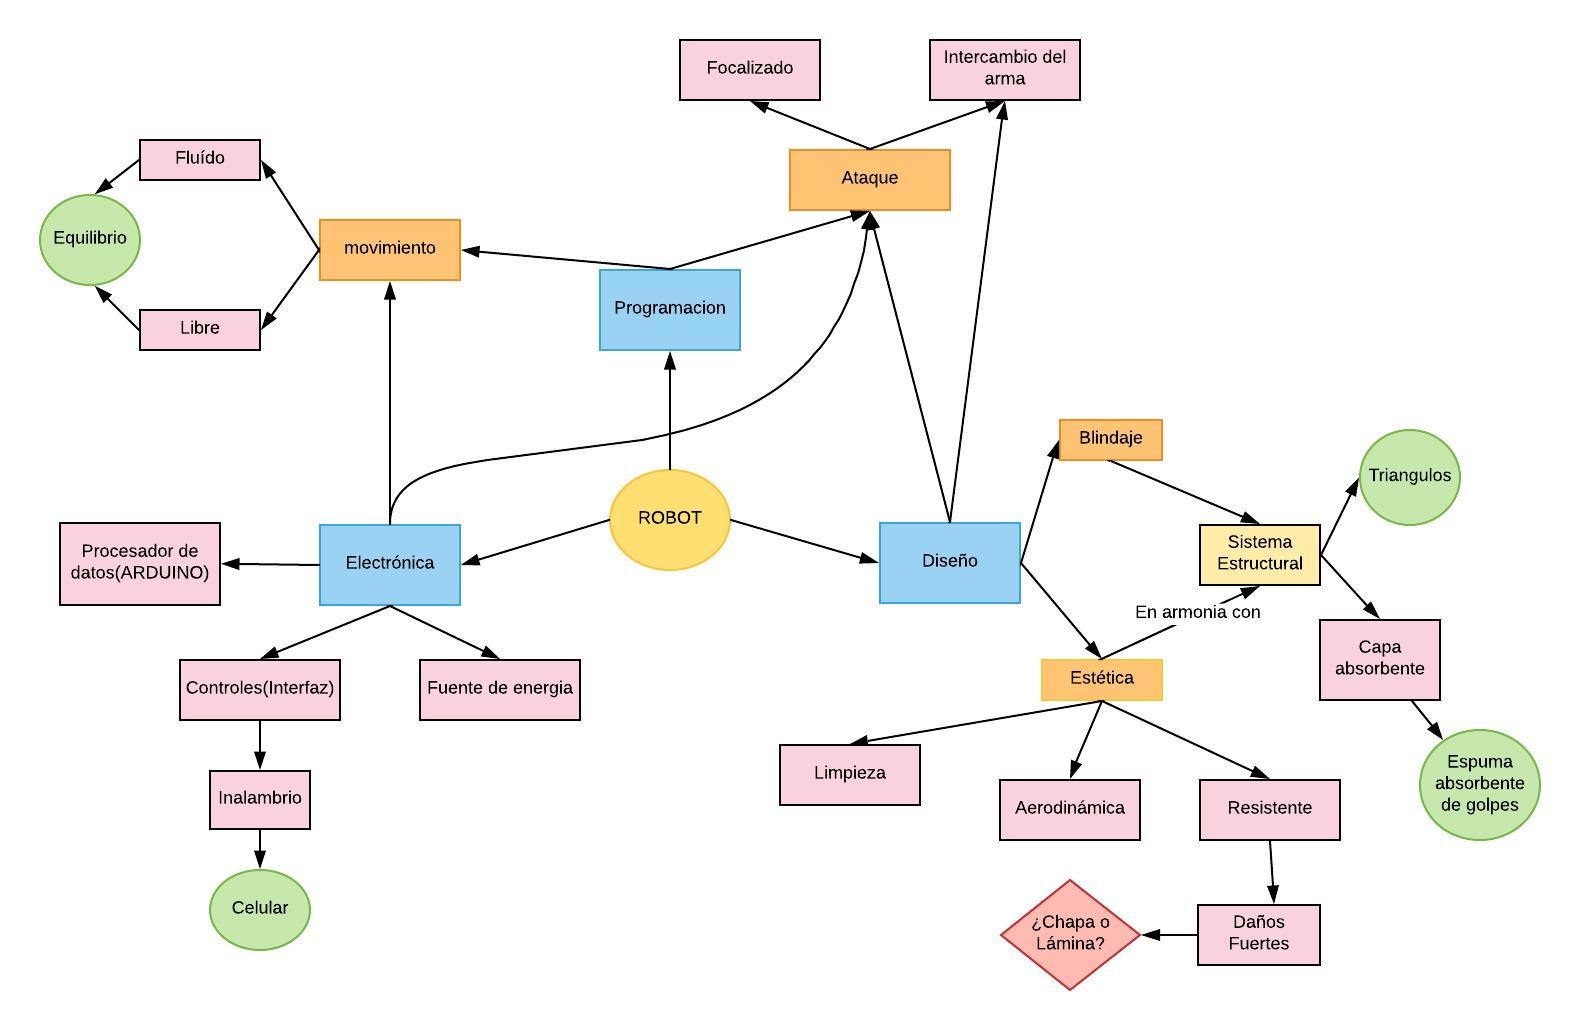 Focalizado
Intercambio del
arma
Fluído
Ataque
Equilibrio
movimiento
Programacion
Libre
Blindaje
Triangulos
ROBOT
Sistema
Estructural
Procesador de
datos(ARDUINO)
Electrónica
Diseño
En armonia con
Capa
absorbente
Controles(Interfaz)
Fuente de energia
Estética
Limpieza
Espuma
absorbente
de golpes
Inalambrio
Aerodinámica
Resistente
Celular
¿Chapa o
Lámina?
Daños
Fuertes